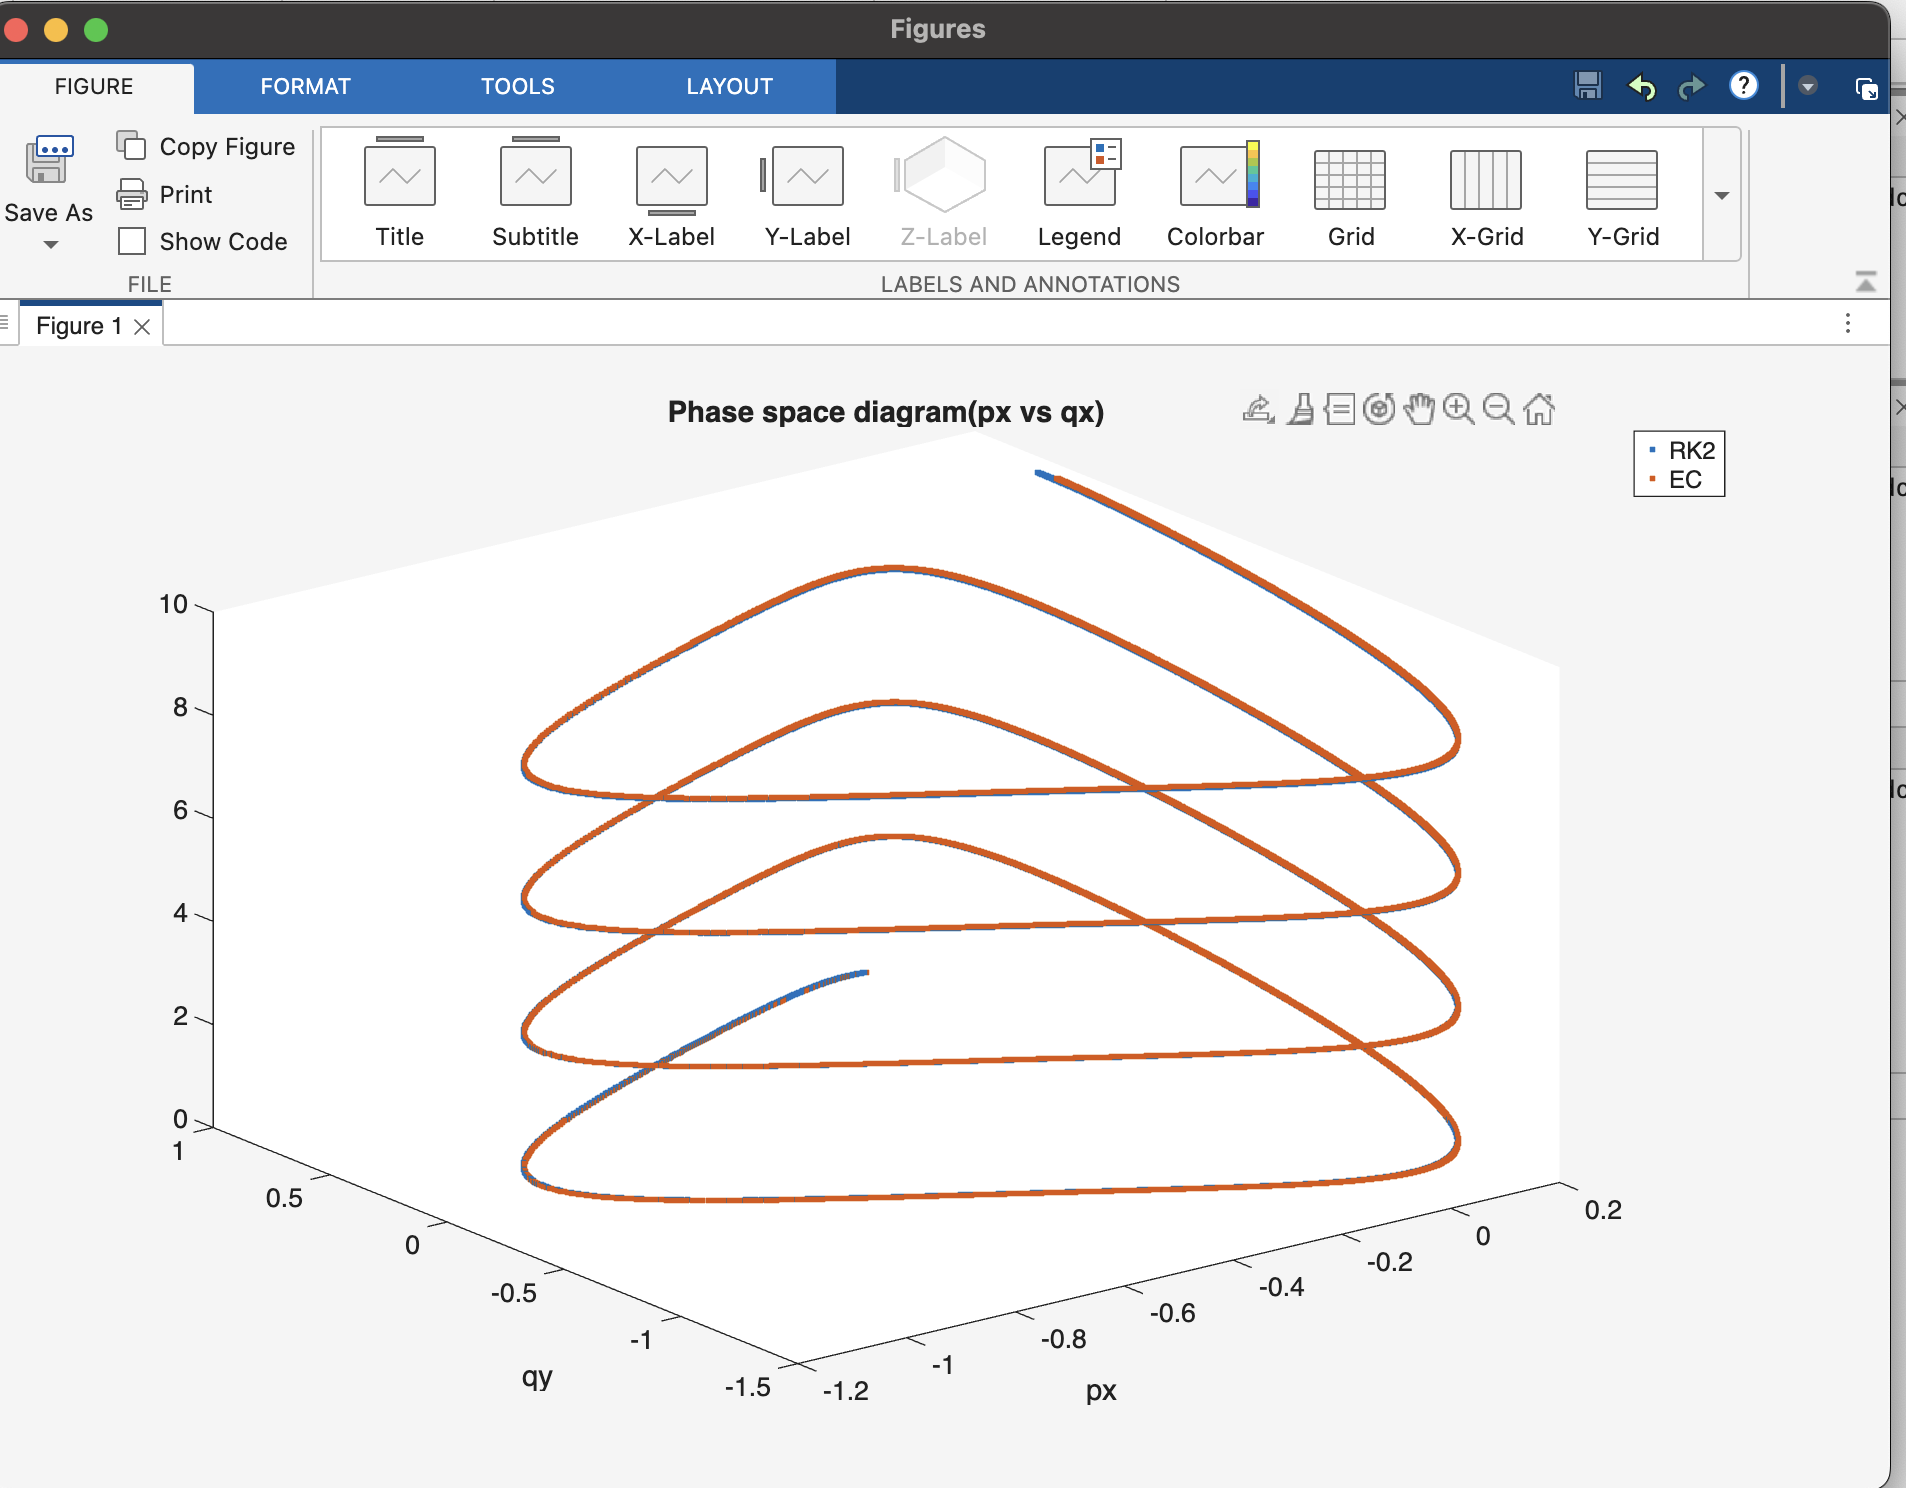 Figures
FIGURE FORMAT TOOLS LAYOUT
Save As
Copy Figure
Print
Show Code
FILE
Title Subtitle X-Label Y-Label Z-Label Legend Colorbar Grid X-Grid Y-Grid
LABELS AND ANNOTATIONS
Figure 1
Phase space diagram(px vs qx)
RK2
EC
10
8
6
4
2
0
1
0.5
0
-0.5
-1
-1.5
qy
-1.2
-1
-0.8
-0.6
-0.4
-0.2
0
0.2
px